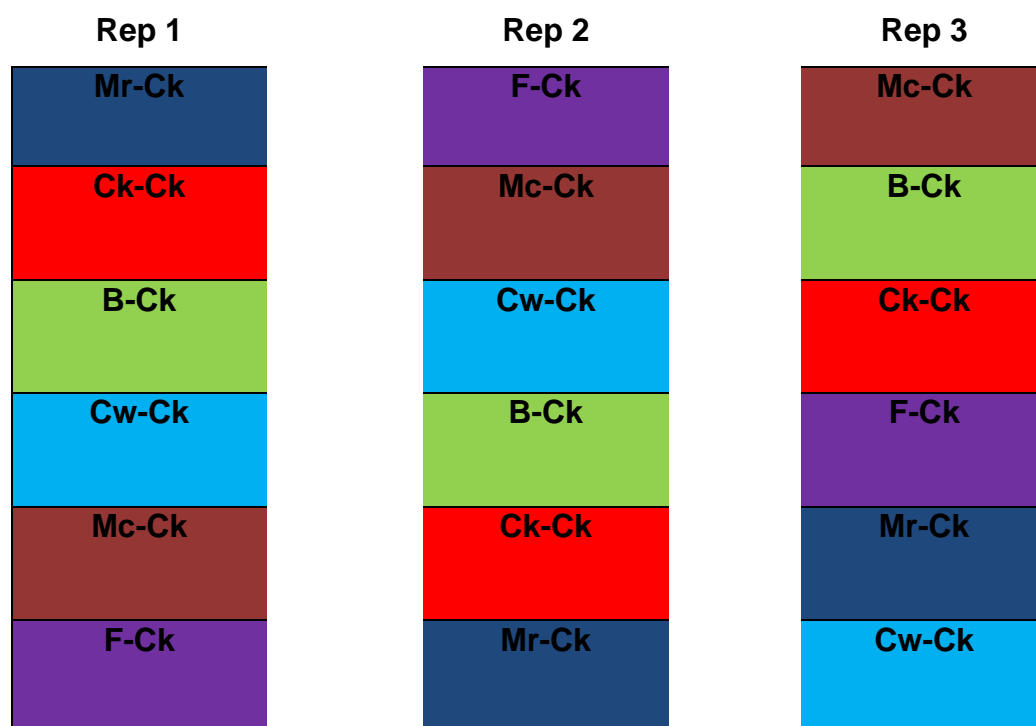 Rep 1 Rep 2 Rep 3
Mr-Ck F-Ck Mc-Ck
Ck-Ck Mc-Ck B-Ck
B-Ck Cw-Ck Ck-Ck
Cw-Ck B-Ck F-Ck
Mc-Ck Ck-Ck Mr-Ck
F-Ck Mr-Ck Cw-Ck